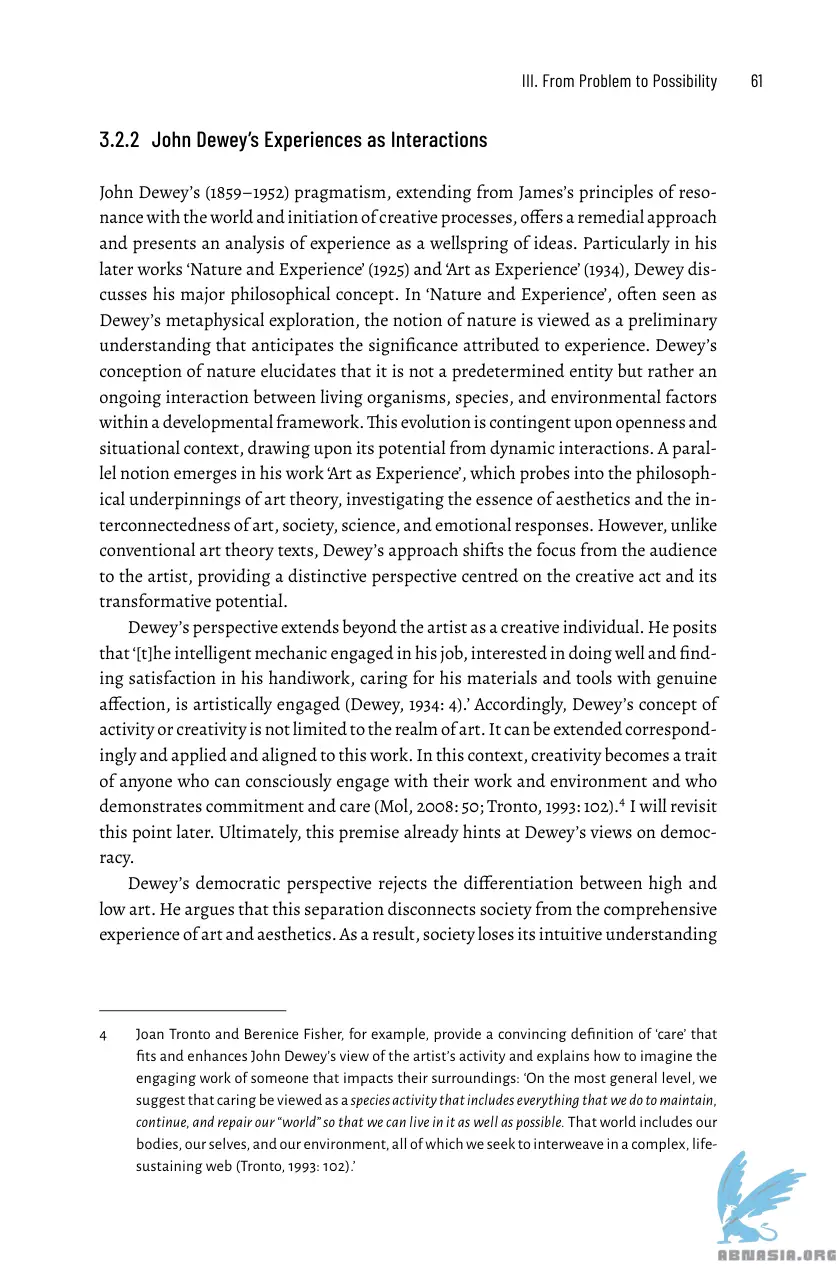 III. From Problem to Possibility 61
3.2.2 John Dewey’s Experiences as Interactions
John Dewey’s (1859–1952) pragmatism, extending from James’s principles of reso-
nance with the world and initiation of creative processes, offers a remedial approach
and presents an analysis of experience as a wellspring of ideas. Particularly in his
later works ‘Nature and Experience’ (1925) and ‘Art as Experience’ (1934), Dewey dis-
cusses his major philosophical concept. In ‘Nature and Experience’, often seen as
Dewey’s metaphysical exploration, the notion of nature is viewed as a preliminary
understanding that anticipates the significance attributed to experience. Dewey’s
conception of nature elucidates that it is not a predetermined entity but rather an
ongoing interaction between living organisms, species, and environmental factors
within a developmental framework. This evolution is contingent upon openness and
situational context, drawing upon its potential from dynamic interactions. A paral-
lel notion emerges in his work ‘Art as Experience’, which probes into the philosoph-
ical underpinnings of art theory, investigating the essence of aesthetics and the in-
terconnectedness of art, society, science, and emotional responses. However, unlike
conventional art theory texts, Dewey’s approach shifts the focus from the audience
to the artist, providing a distinctive perspective centred on the creative act and its
transformative potential.
Dewey’s perspective extends beyond the artist as a creative individual. He posits
that ‘[t]he intelligent mechanic engaged in his job, interested in doing well and find-
ing satisfaction in his handiwork, caring for his materials and tools with genuine
affection, is artistically engaged (Dewey, 1934: 4).’ Accordingly, Dewey’s concept of
activity or creativity is not limited to the realm of art. It can be extended correspond-
ingly and applied and aligned to this work. In this context, creativity becomes a trait
of anyone who can consciously engage with their work and environment and who
demonstrates commitment and care (Mol, 2008: 50; Tronto, 1993: 102).⁴ I will revisit
this point later. Ultimately, this premise already hints at Dewey’s views on democ-
racy.
Dewey’s democratic perspective rejects the differentiation between high and
low art. He argues that this separation disconnects society from the comprehensive
experience of art and aesthetics. As a result, society loses its intuitive understanding
4 Joan Tronto and Berenice Fisher, for example, provide a convincing definition of ‘care’ that
fits and enhances John Dewey’s view of the artist’s activity and explains how to imagine the
engaging work of someone that impacts their surroundings: ‘On the most general level, we
suggest that caring be viewed as a species activity that includes everything that we do to maintain,
continue, and repair our “world” so that we can live in it as well as possible. That world includes our
bodies, our selves, and our environment, all of which we seek to interweave in a complex, life-
sustaining web (Tronto, 1993: 102).’
ABNASIA.ORG